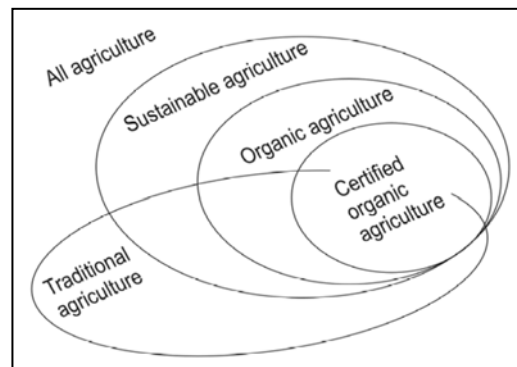 All agriculture
Sustainable agriculture
Organic agriculture
Certified
organic
agriculture
Traditional
agriculture